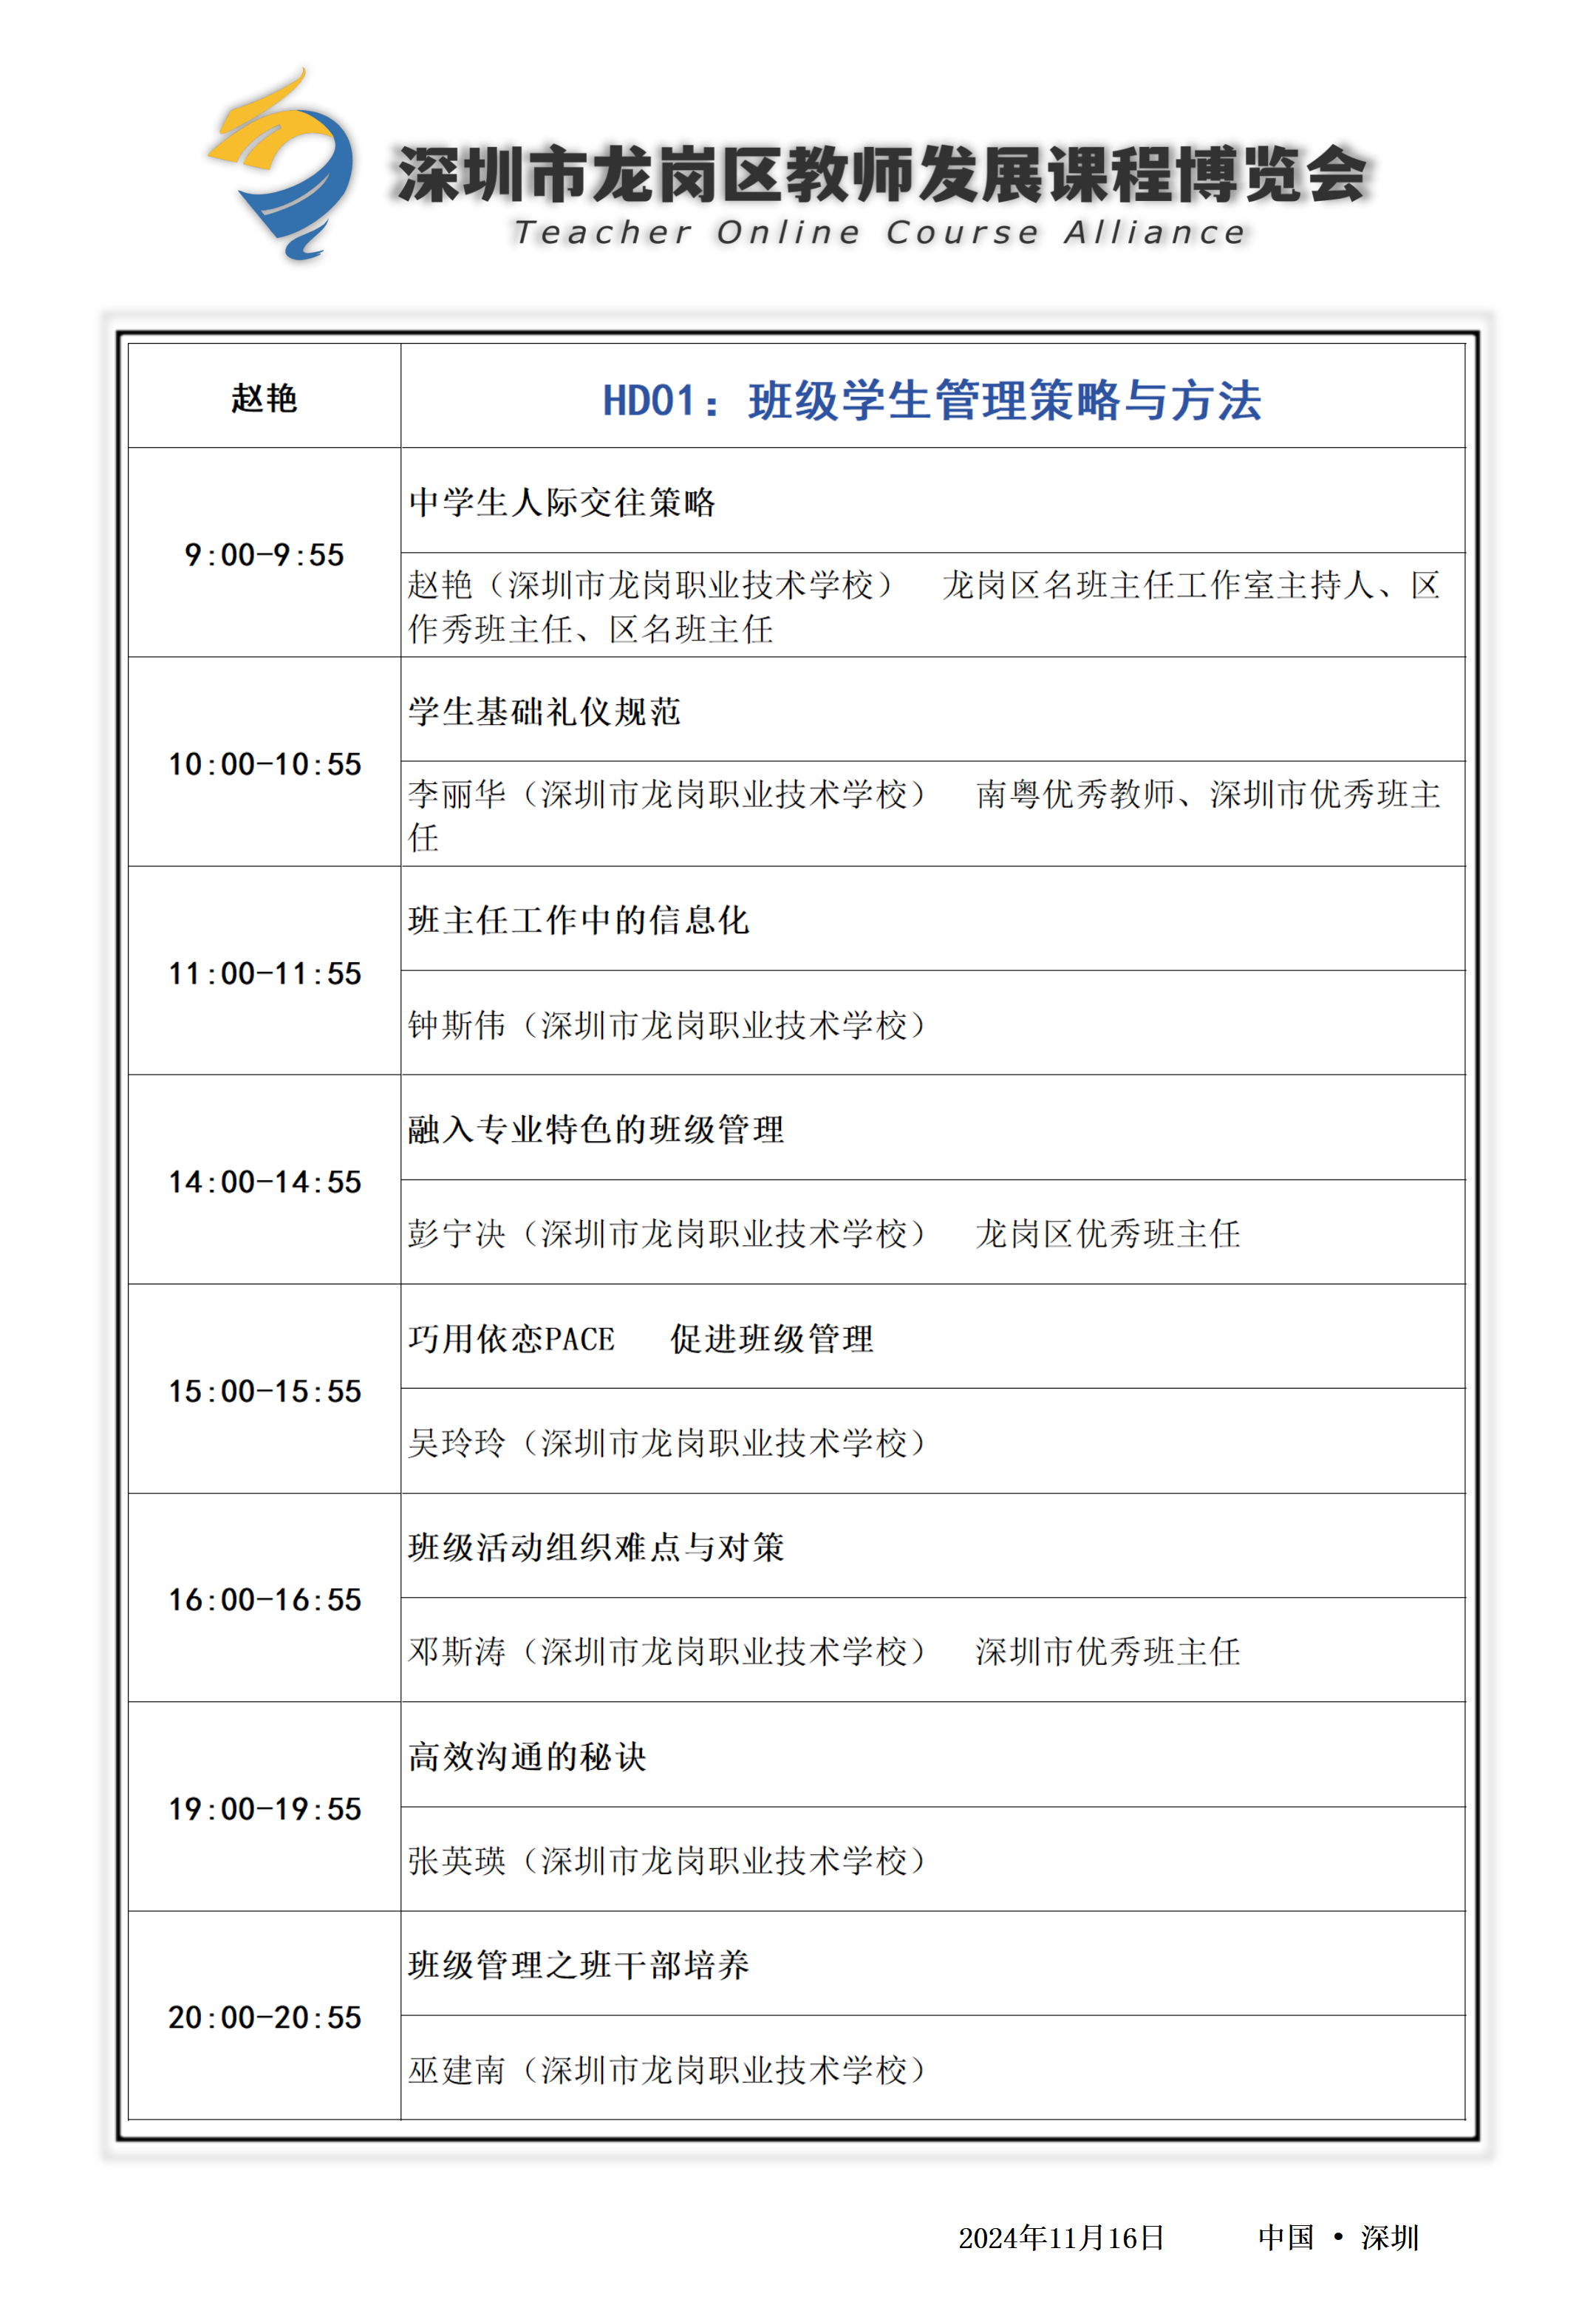 深圳市龙岗区教师发展课程博览会
Teacher Online Course Alliance
赵艳
HD01：班级学生管理策略与方法
9:00-9:55
中学生人际交往策略
赵艳（深圳市龙岗职业技术学校） 龙岗区名班主任工作室主持人、区
作秀班主任、区名班主任
10:00-10:55
学生基础礼仪规范
李丽华（深圳市龙岗职业技术学校） 南粤优秀教师、深圳市优秀班主
任
11:00-11:55
班主任工作中的信息化
钟斯伟（深圳市龙岗职业技术学校）
14:00-14:55
融入专业特色的班级管理
彭宁决（深圳市龙岗职业技术学校） 龙岗区优秀班主任
15:00-15:55
巧用依恋PACE 促进班级管理
吴玲玲（深圳市龙岗职业技术学校）
16:00-16:55
班级活动组织难点与对策
邓斯涛（深圳市龙岗职业技术学校） 深圳市优秀班主任
19:00-19:55
高效沟通的秘诀
张英瑛（深圳市龙岗职业技术学校）
20:00-20:55
班级管理之班干部培养
巫建南（深圳市龙岗职业技术学校）
2024年11月16日 中国 • 深圳